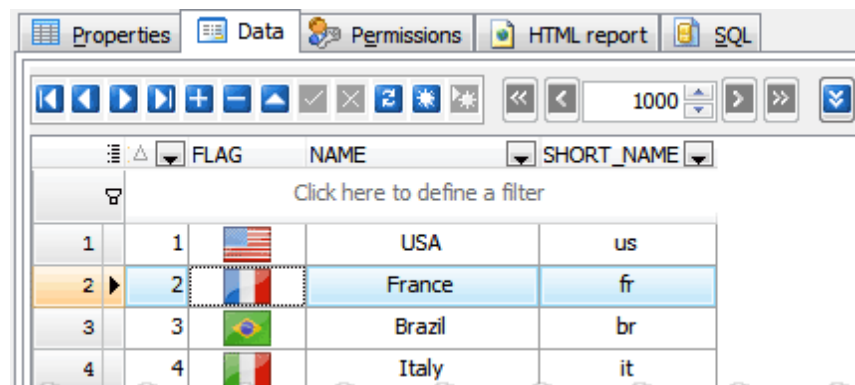 Properties Data Permissions HTML report SQL
1000
FLAG NAME SHORT_NAME
Click here to define a filter
1 1 USA us
2 2 France fr
3 3 Brazil br
4 4 Italy it